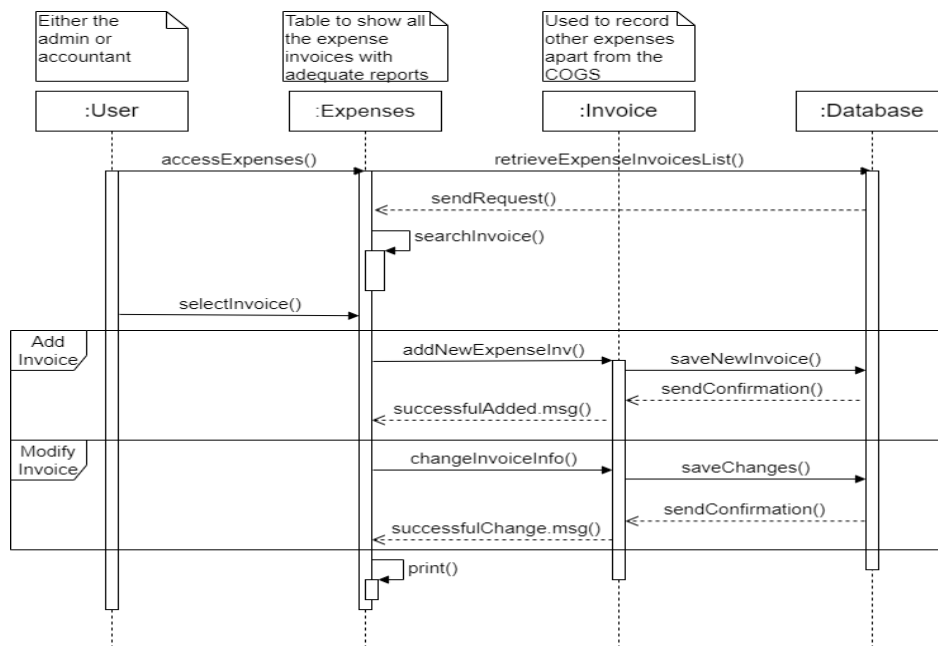 Either the
admin or
accountant
Table to show all
the expense
invoices with
adequate reports
Used to record
other expenses
apart from the
COGS
:User
:Expenses
:Invoice
:Database
accessExpenses()
retrieveExpenseInvoicesList()
sendRequest()
searchInvoice()
selectInvoice()
Add
Invoice
addNewExpenseInv()
saveNewInvoice()
sendConfirmation()
successfulAdded.msg()
Modify
Invoice
changeInvoiceInfo()
saveChanges()
sendConfirmation()
successfulChange.msg()
print()